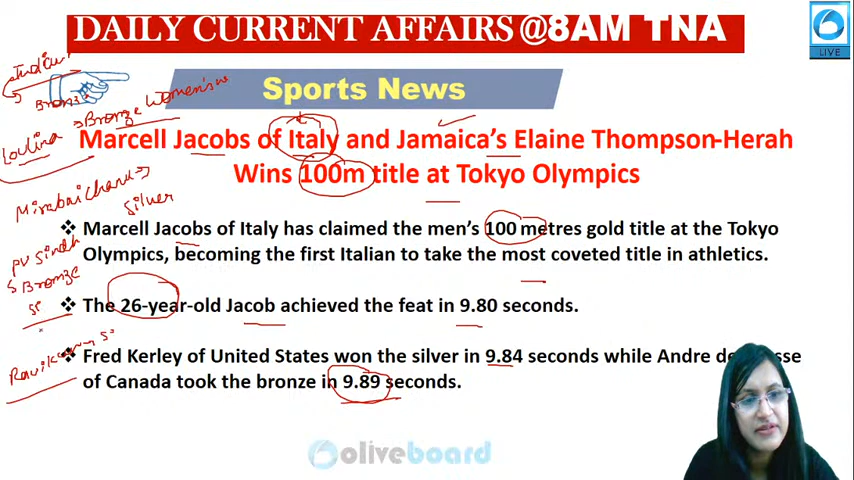 DAILY CURRENT AFFAIRS @8AM TNA
LIVE
Sports News
Indian
Bronze
Bronze Women's
Lovlina
Marcell Jacobs of Italy and Jamaica's Elaine Thompson-Herah
Wins 100m title at Tokyo Olympics
Mirabai Chanu
Silver
❖ Marcell Jacobs of Italy has claimed the men's 100 metres gold title at the Tokyo
Olympics, becoming the first Italian to take the most coveted title in athletics.
PV Sindhu
Bronze
❖ The 26-year-old Jacob achieved the feat in 9.80 seconds.
❖ Fred Kerley of United States won the silver in 9.84 seconds while Andre de
of Canada took the bronze in 9.89 seconds.
oliveboard